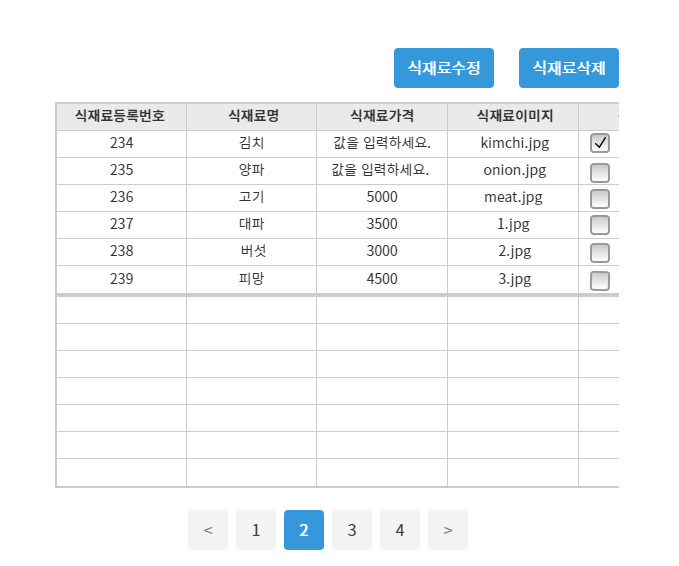 식재료수정 식재료삭제
식재료등록번호 식재료명 식재료가격 식재료이미지
234 김치 값을 입력하세요. kimchi.jpg
235 양파 값을 입력하세요. onion.jpg
236 고기 5000 meat.jpg
237 대파 3500 1.jpg
238 버섯 3000 2.jpg
239 피망 4500 3.jpg
< 1 2 3 4 >